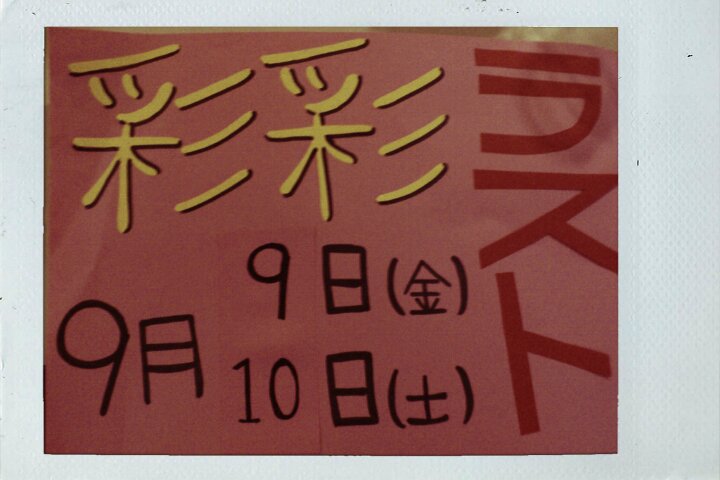 彩彩
ラスト
9月
9日(金)
10日(土)